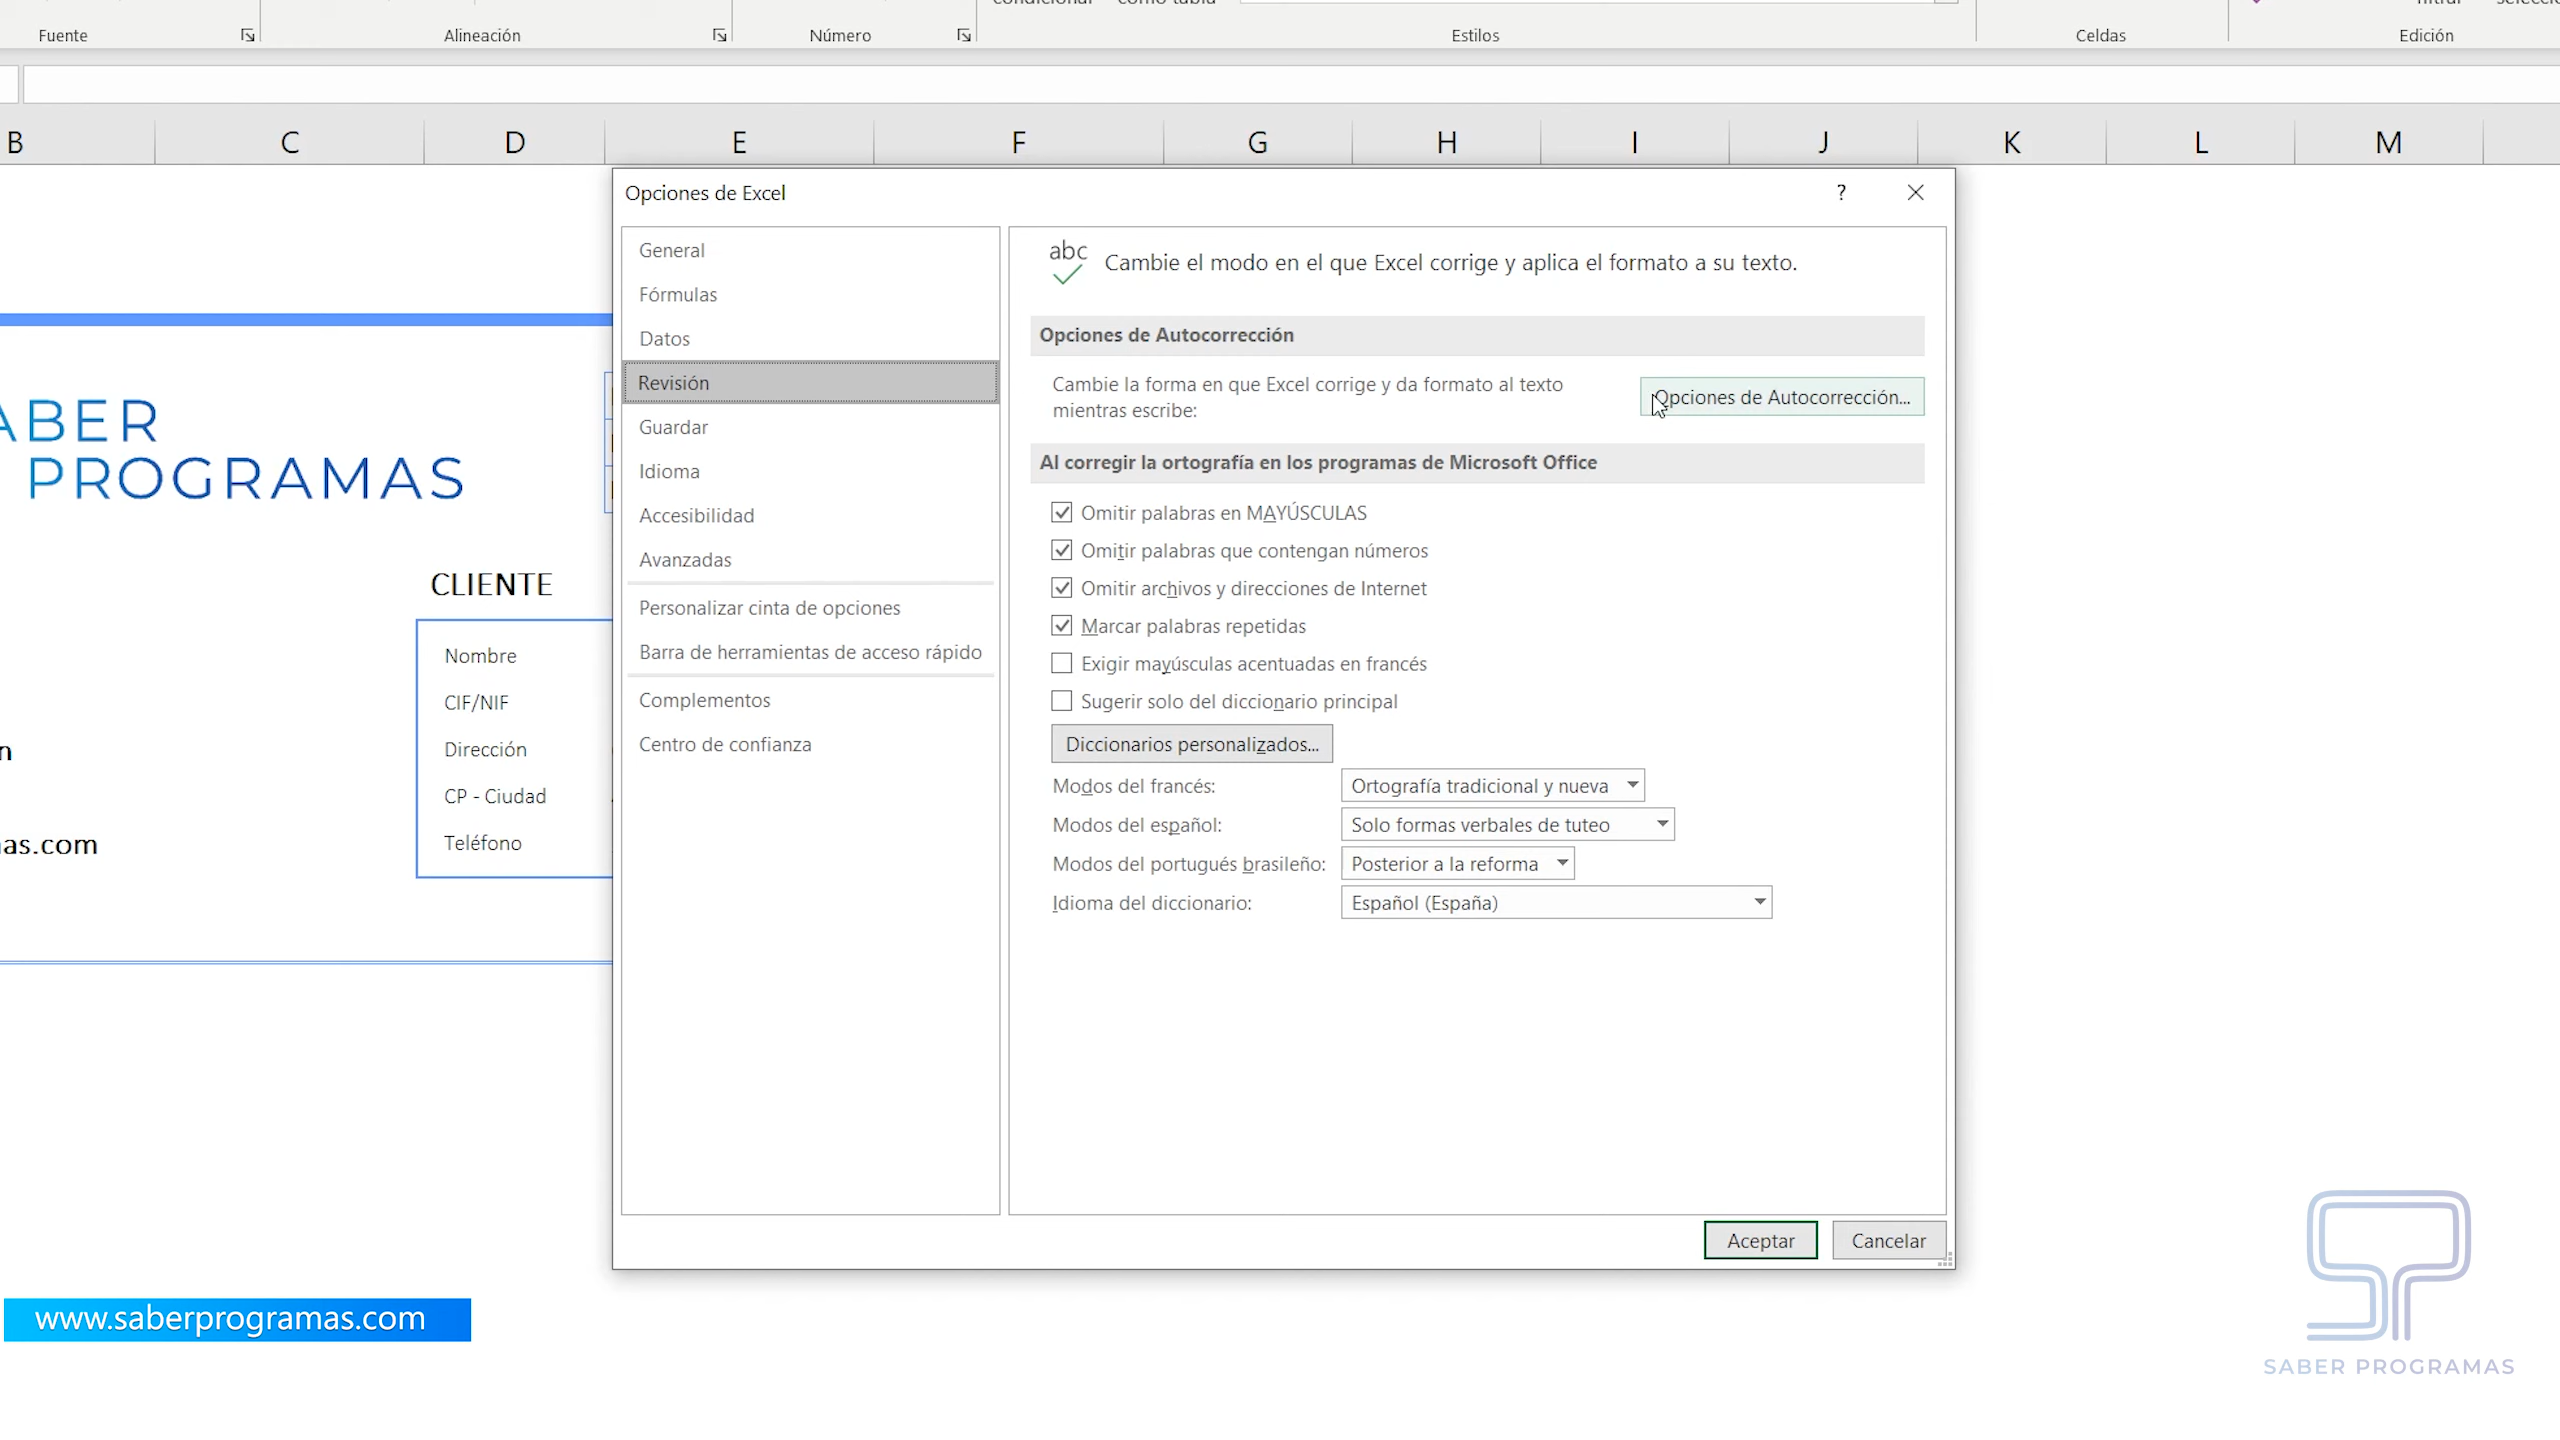 Fuente
Alineación
Número
Estilos
Celdas
Edición
B C D E F G H I J K L M
Opciones de Excel
?
General
Fórmulas
Datos
Revisión
Guardar
Idioma
Accesibilidad
Avanzadas
Personalizar cinta de opciones
Barra de herramientas de acceso rápido
Complementos
Centro de confianza
abc
Cambie el modo en el que Excel corrige y aplica el formato a su texto.
Opciones de Autocorrección
Cambie la forma en que Excel corrige y da formato al texto
mientras escribe:
Opciones de Autocorrección...
Al corregir la ortografía en los programas de Microsoft Office
Omitir palabras en MAYÚSCULAS
Omitir palabras que contengan números
Omitir archivos y direcciones de Internet
Marcar palabras repetidas
Exigir mayúsculas acentuadas en francés
Sugerir solo del diccionario principal
Diccionarios personalizados...
Modos del francés: Ortografía tradicional y nueva
Modos del español: Solo formas verbales de tuteo
Modos del portugués brasileño: Posterior a la reforma
Idioma del diccionario: Español (España)
Aceptar
Cancelar
ABER
PROGRAMAS
CLIENTE
Nombre
CIF/NIF
Dirección
CP - Ciudad
Teléfono
n
as.com
www.saberprogramas.com
SABER PROGRAMAS